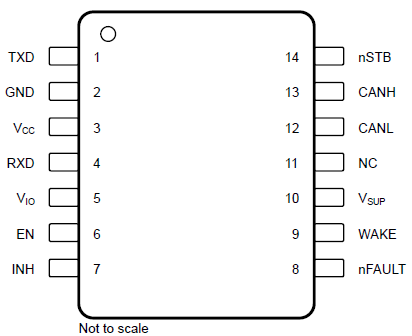 TXD 1 14 nSTB
GND 2 13 CANH
VCC 3 12 CANL
RXD 4 11 NC
VIO 5 10 VSUP
EN 6 9 WAKE
INH 7 8 nFAULT
Not to scale